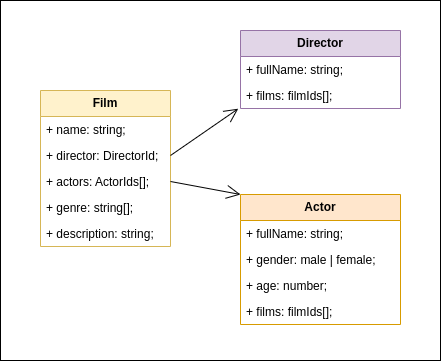 Director
+ fullName: string;
+ films: filmIds[];
Film
+ name: string;
+ director: DirectorId;
+ actors: ActorIds[];
+ genre: string[];
+ description: string;
Actor
+ fullName: string;
+ gender: male | female;
+ age: number;
+ films: filmIds[];